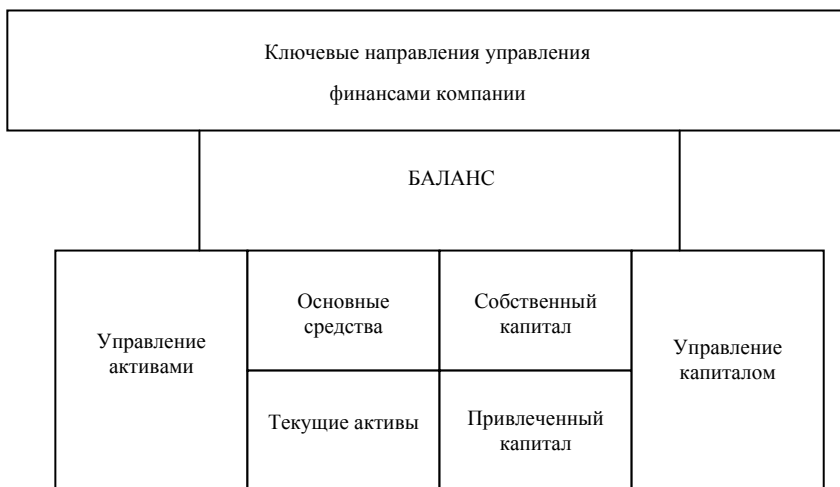 Ключевые направления управления
финансами компании
БАЛАНС
Управление
активами
Основные
средства
Собственный
капитал
Управление
капиталом
Текущие активы
Привлеченный
капитал